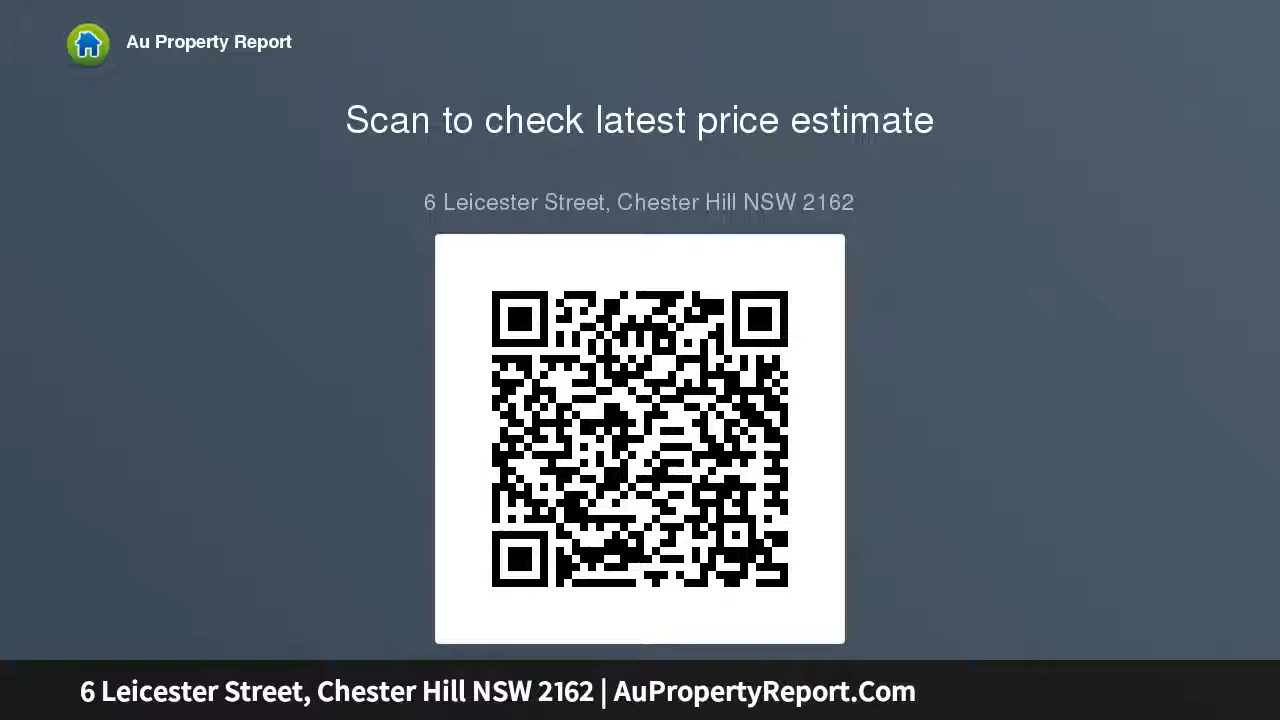 Au Property Report
Scan to check latest price estimate
6 Leicester Street, Chester Hill NSW 2162
6 Leicester Street, Chester Hill NSW 2162 | AuPropertyReport.Com